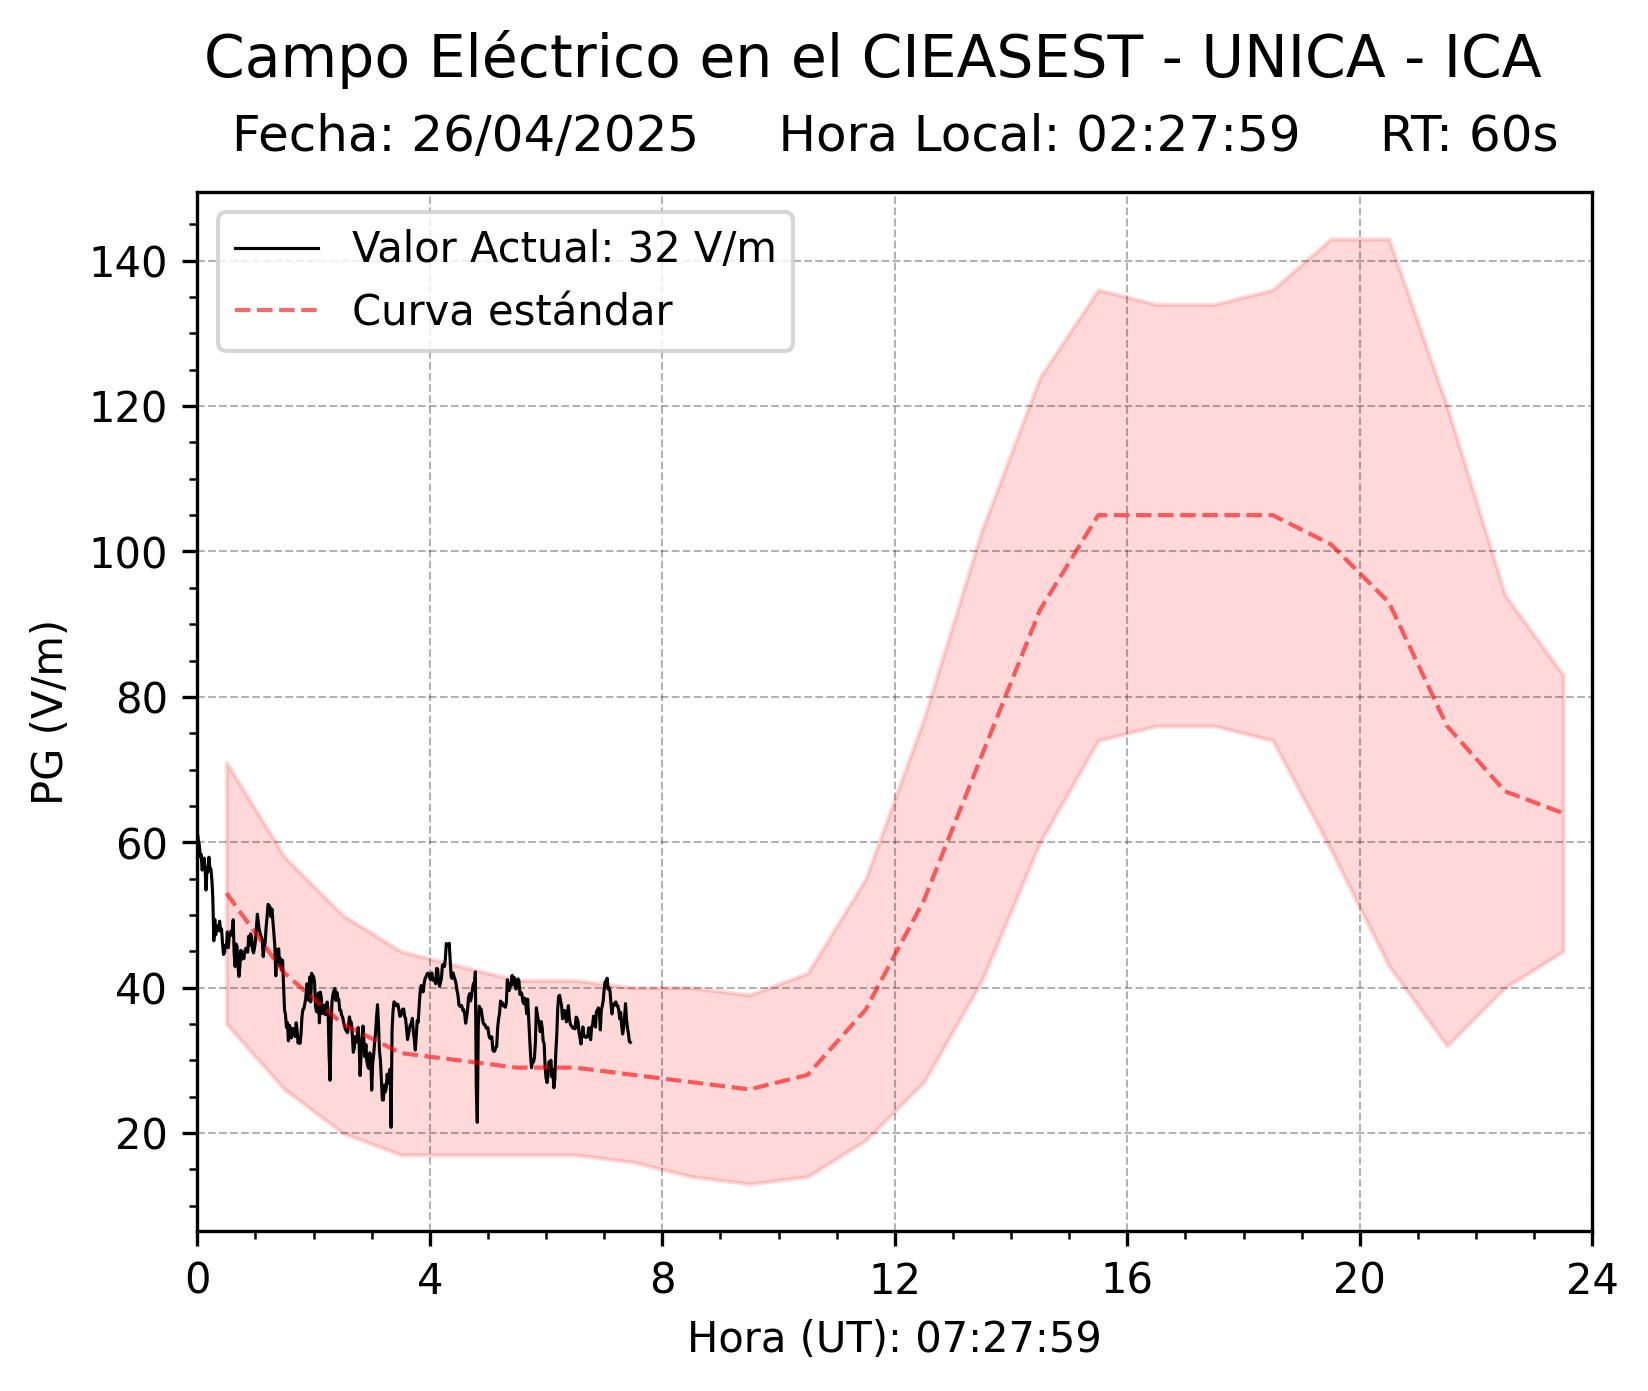 Campo Eléctrico en el CIEASEST - UNICA - ICA
Fecha: 26/04/2025 Hora Local: 02:27:59 RT: 60s
Valor Actual: 32 V/m
Curva estándar
140
120
100
80
60
40
20
PG (V/m)
0 4 8 12 16 20 24
Hora (UT): 07:27:59